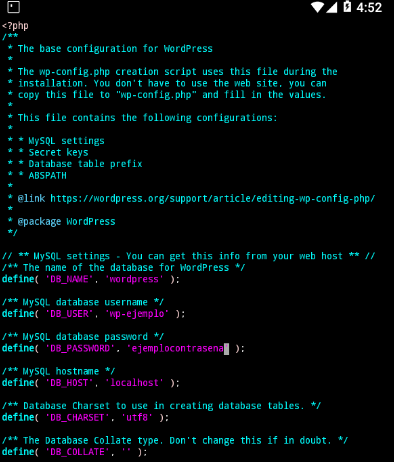 4:52
<?php
/**
 * The base configuration for WordPress
 *
 * The wp-config.php creation script uses this file during the
 * installation. You don't have to use the web site, you can
 * copy this file to "wp-config.php" and fill in the values.
 *
 * This file contains the following configurations:
 *
 * * MySQL settings
 * * Secret keys
 * * Database table prefix
 * * ABSPATH
 *
 * @link https://wordpress.org/support/article/editing-wp-config-php/
 *
 * @package WordPress
 */
// ** MySQL settings - You can get this info from your web host ** //
/** The name of the database for WordPress */
define( 'DB_NAME', 'wordpress' );
/** MySQL database username */
define( 'DB_USER', 'wp-ejemplo' );
/** MySQL database password */
define( 'DB_PASSWORD', 'ejemplocontrasena' );
/** MySQL hostname */
define( 'DB_HOST', 'localhost' );
/** Database Charset to use in creating database tables. */
define( 'DB_CHARSET', 'utf8' );
/** The Database Collate type. Don't change this if in doubt. */
define( 'DB_COLLATE', '' );